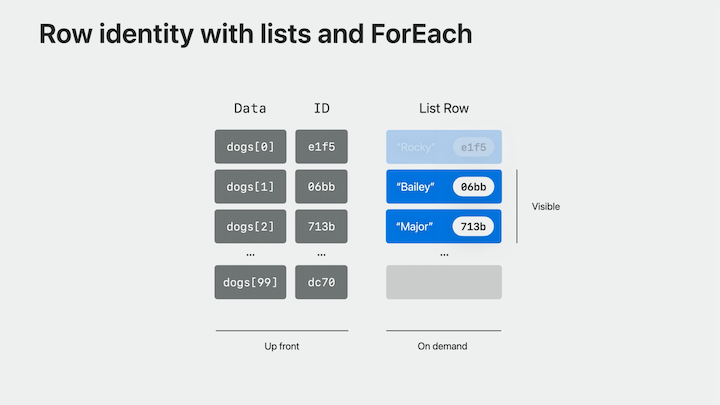 Row identity with lists and ForEach
Data ID List Row
dogs[0] e1f5 “Rocky” e1f5
dogs[1] 06bb “Bailey” 06bb
dogs[2] 713b “Major” 713b
... ... ...
dogs[99] dc70
Visible
Up front On demand